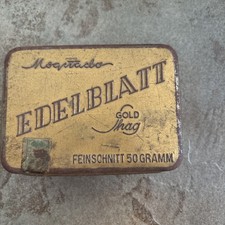 EDELBLATT
GOLD
Shag
FEINSCHNITT 50 GRAMM